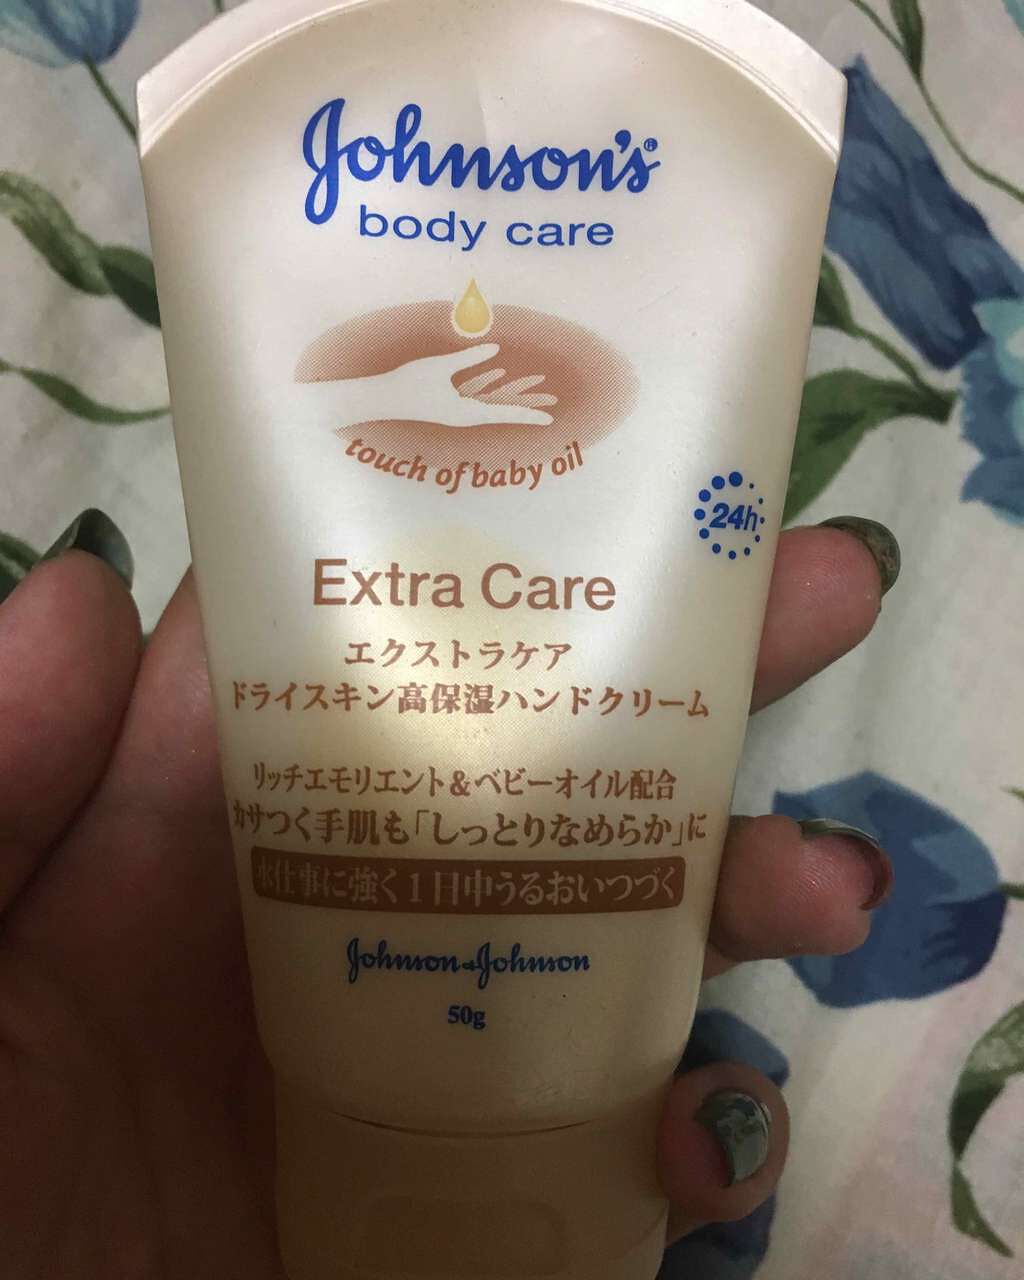 Johnson's®
body care
touch of baby oil
24h
Extra Care
エクストラケア
ドライスキン高保湿ハンドクリーム
リッチエモリエント&ベビーオイル配合
カサつく手肌も「しっとりなめらか」に
水仕事に強く1日中うるおいつづく
Johnson&Johnson
50g